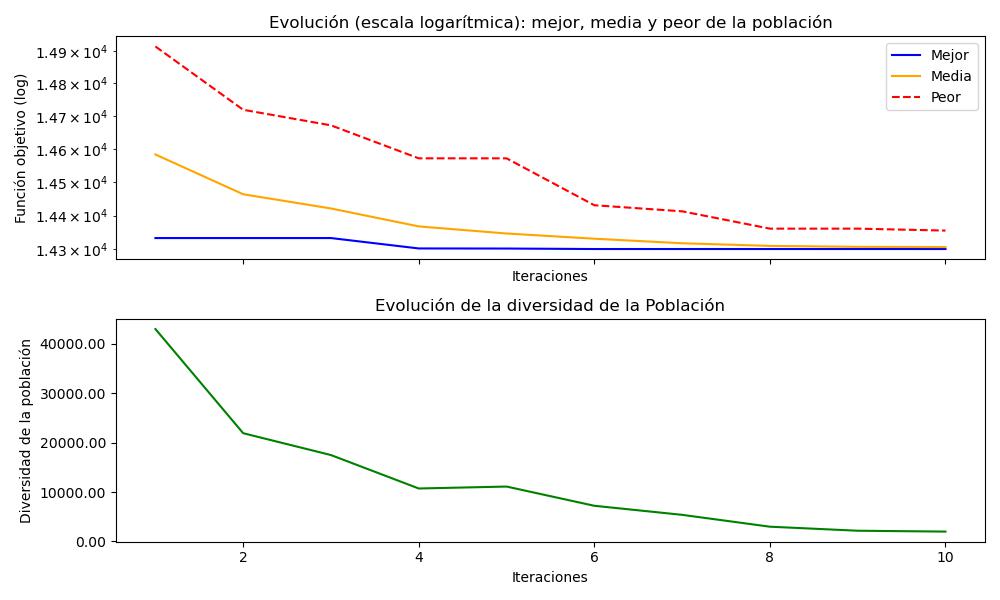 Evolución (escala logarítmica): mejor, media y peor de la población
Función objetivo (log)
1.49 × 10⁴
1.48 × 10⁴
1.47 × 10⁴
1.46 × 10⁴
1.45 × 10⁴
1.44 × 10⁴
1.43 × 10⁴
Mejor
Media
Peor
Iteraciones
Evolución de la diversidad de la Población
Diversidad de la población
40000.00
30000.00
20000.00
10000.00
0.00
2 4 6 8 10
Iteraciones